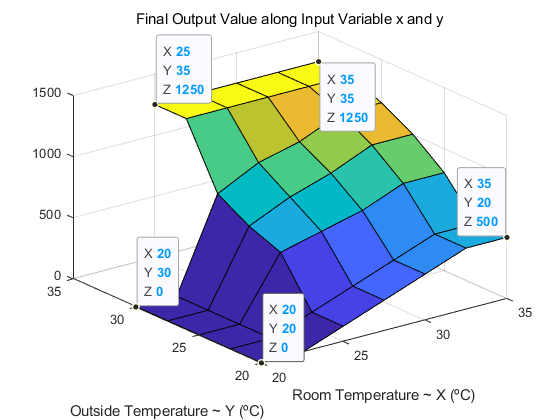 Final Output Value along Input Variable x and y
X 25
Y 35
Z 1250
X 35
Y 35
Z 1250
X 35
Y 20
Z 500
X 20
Y 30
Z 0
X 20
Y 20
Z 0
1500
1000
500
0
35
30
25
20
20
25
30
35
Room Temperature ~ X (ºC)
Outside Temperature ~ Y (ºC)